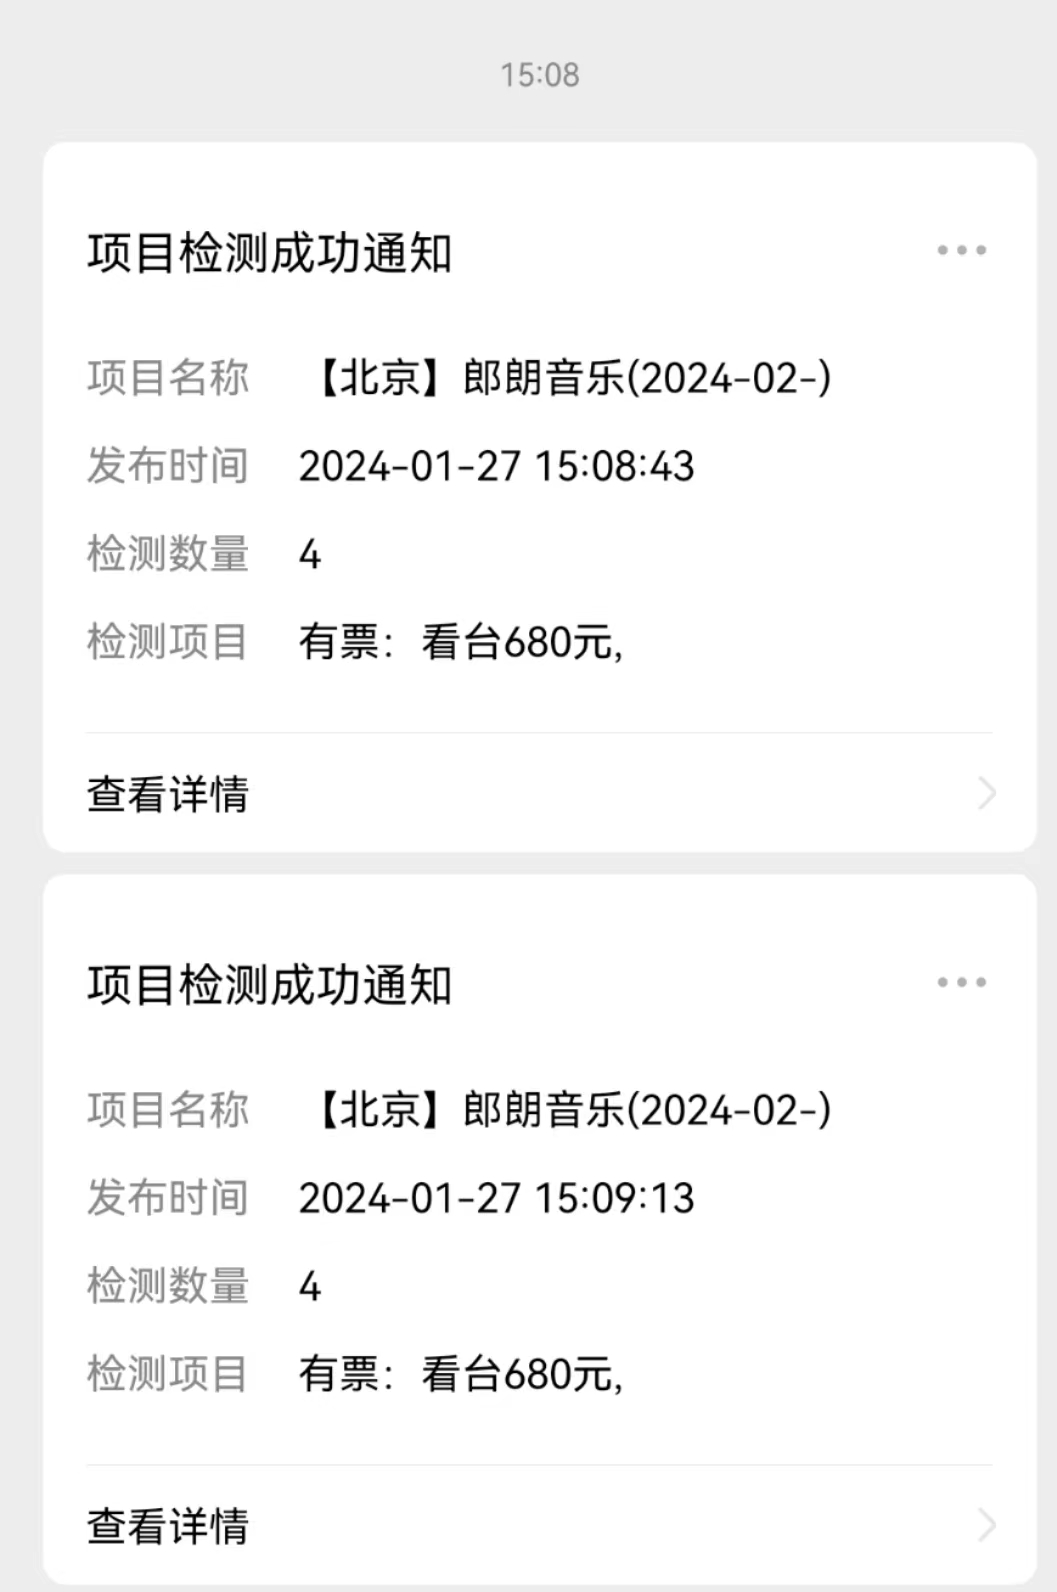 15:08
项目检测成功通知
项目名称 【北京】郎朗音乐(2024-02-)
发布时间 2024-01-27 15:08:43
检测数量 4
检测项目 有票：看台680元,
查看详情
项目检测成功通知
项目名称 【北京】郎朗音乐(2024-02-)
发布时间 2024-01-27 15:09:13
检测数量 4
检测项目 有票：看台680元,
查看详情